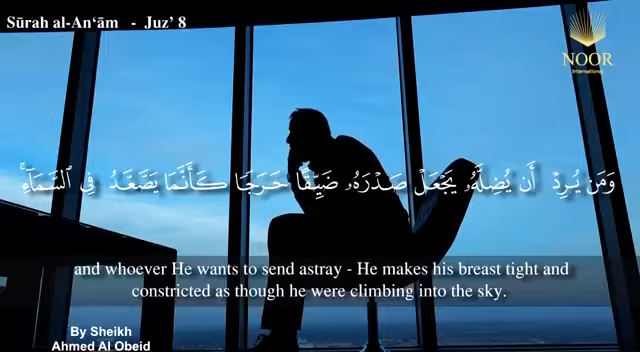 Sūrah al-An‘ām - Juz’ 8
NOOR
International
وَمَن يُرِدْ أَن يُضِلَّهُۥ يَجْعَلْ صَدْرَهُۥ ضَيِّقًا حَرَجًا كَأَنَّمَا يَصَّعَّدُ فِي السَّمَآءِۚ
and whoever He wants to send astray - He makes his breast tight and
constricted as though he were climbing into the sky.
By Sheikh
Ahmed Al Obeid